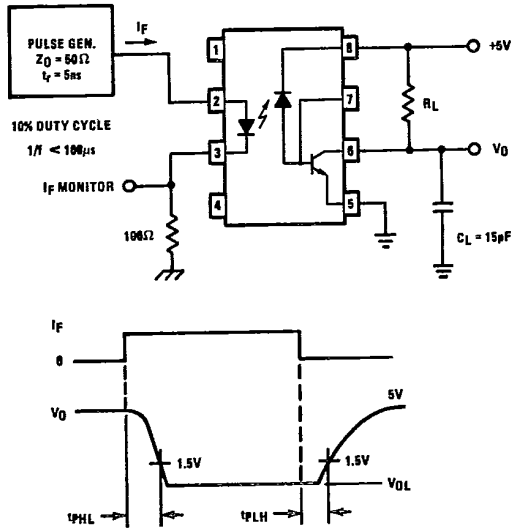 PULSE GEN.
ZO = 50Ω
tr = 5ns
IF
10% DUTY CYCLE
1/f < 100μs
IF MONITOR
100Ω
1
2
3
4
8
7
6
5
+5V
RL
VO
CL = 15pF
IF
0
VO
5V
1.5V
1.5V
VOL
tPHL
tPLH